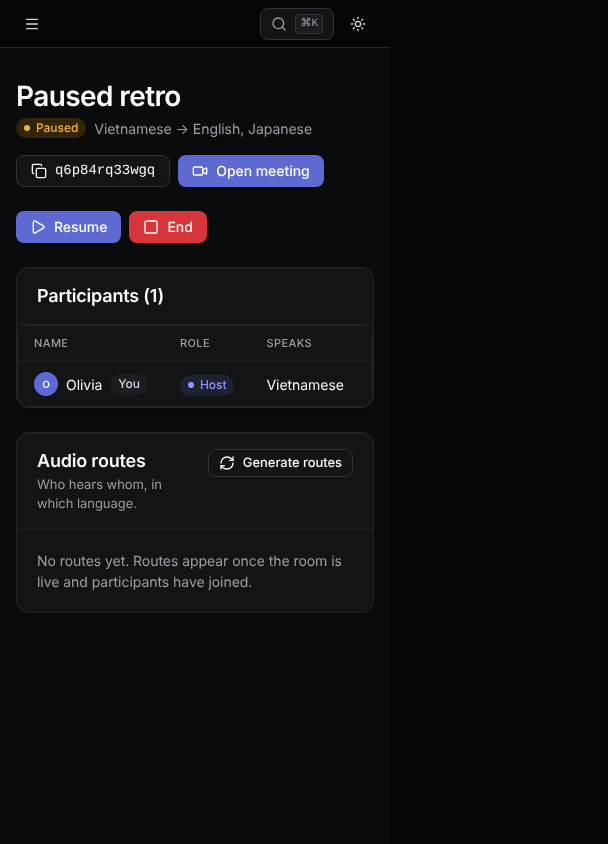 ⌘K
Paused retro
Paused Vietnamese → English, Japanese
q6p84rq33wgq Open meeting
Resume End
Participants (1)
NAME ROLE SPEAKS
O Olivia You Host Vietnamese
Audio routes Generate routes
Who hears whom, in
which language.
No routes yet. Routes appear once the room is
live and participants have joined.